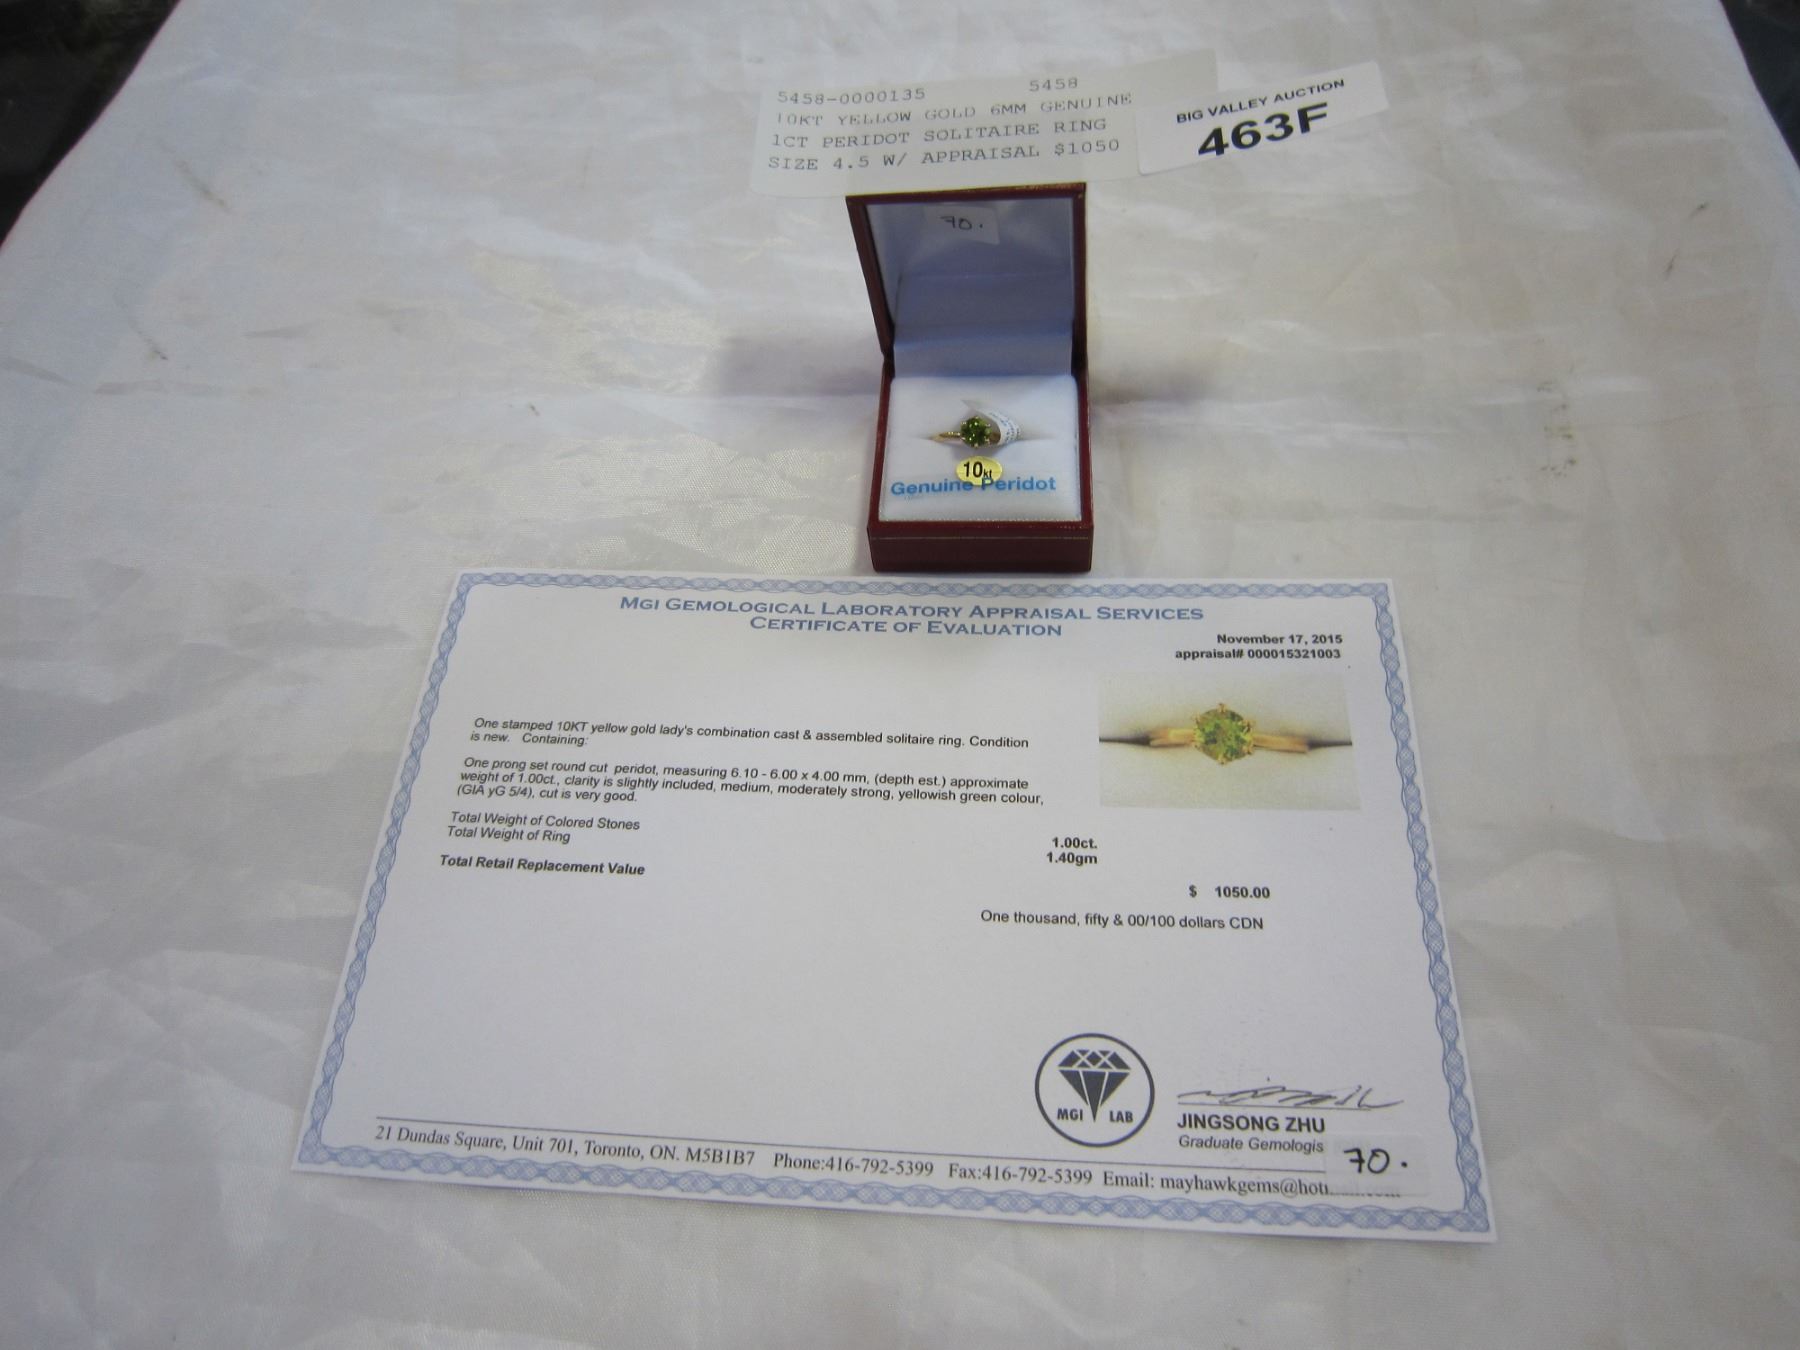 5458-0000135 5458
10KT YELLOW GOLD 6MM GENUINE
1CT PERIDOT SOLITAIRE RING
SIZE 4.5 W/ APPRAISAL $1050
BIG VALLEY AUCTION
463F
70.
10kt
Genuine Peridot
MGI GEMOLOGICAL LABORATORY APPRAISAL SERVICES
CERTIFICATE OF EVALUATION
November 17, 2015
appraisal# 000015321003
One stamped 10KT yellow gold lady's combination cast & assembled solitaire ring. Condition
is new. Containing:
One prong set round cut peridot, measuring 6.10 - 6.00 x 4.00 mm, (depth est.) approximate
weight of 1.00ct., clarity is slightly included, medium, moderately strong, yellowish green colour,
(GIA yG 5/4), cut is very good.
Total Weight of Colored Stones 1.00ct.
Total Weight of Ring 1.40gm
Total Retail Replacement Value $ 1050.00
One thousand, fifty & 00/100 dollars CDN
MGI LAB
JINGSONG ZHU
Graduate Gemologis
70.
21 Dundas Square, Unit 701, Toronto, ON. M5B1B7 Phone:416-792-5399 Fax:416-792-5399 Email: mayhawkgems@hotmail.com